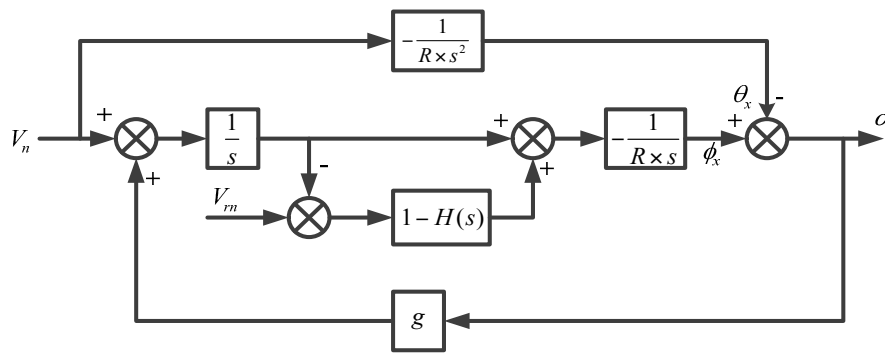 - 1 / R × s²
θₓ -
Vₙ + + 1 / s + + - 1 / R × s + ϕₓ
-
Vᵣₙ 1 − H(s)
g